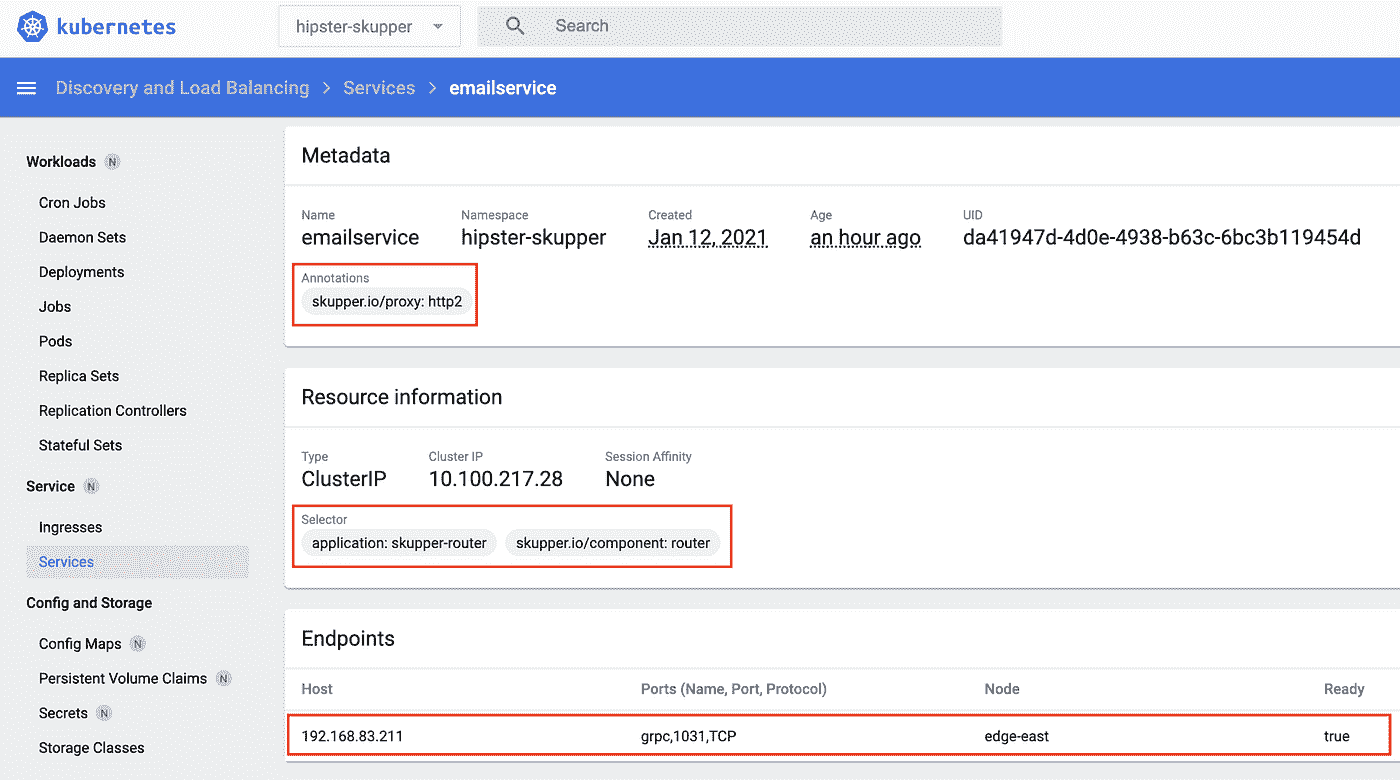 kubernetes
hipster-skupper
Search
Discovery and Load Balancing > Services > emailservice
Workloads N
Cron Jobs
Daemon Sets
Deployments
Jobs
Pods
Replica Sets
Replication Controllers
Stateful Sets
Service N
Ingresses
Services
Config and Storage
Config Maps N
Persistent Volume Claims N
Secrets N
Storage Classes
Metadata
Name Namespace Created Age UID
emailservice hipster-skupper Jan 12, 2021 an hour ago da41947d-4d0e-4938-b63c-6bc3b119454d
Annotations
skupper.io/proxy: http2
Resource information
Type Cluster IP Session Affinity
ClusterIP 10.100.217.28 None
Selector
application: skupper-router skupper.io/component: router
Endpoints
Host Ports (Name, Port, Protocol) Node Ready
192.168.83.211 grpc,1031,TCP edge-east true